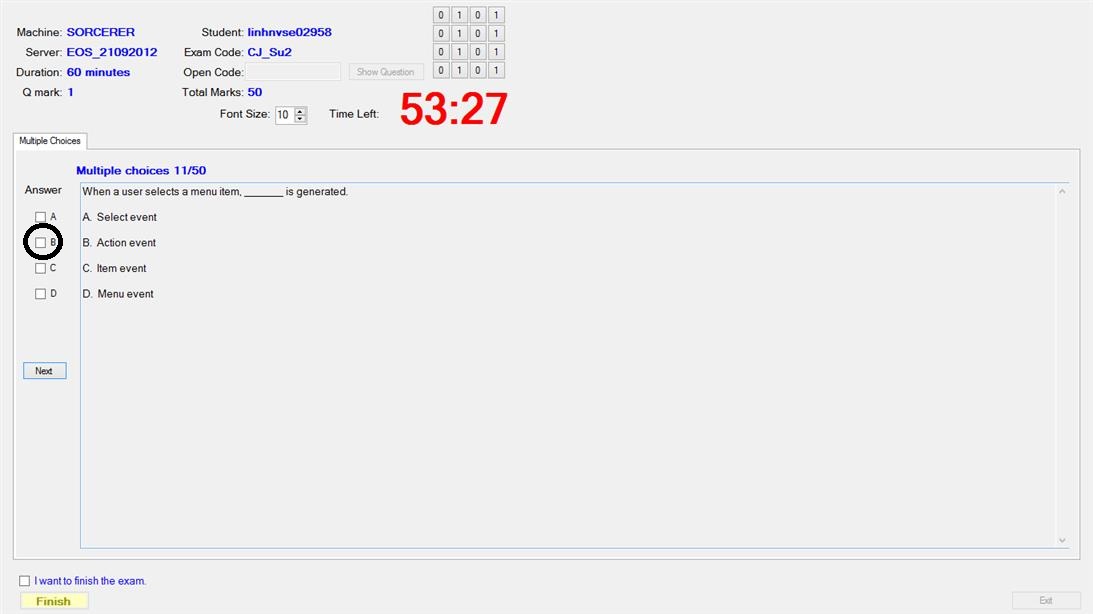 Machine: SORCERER
Server: EOS_21092012
Duration: 60 minutes
Q mark: 1
Student: linhnvse02958
Exam Code: CJ_Su2
Open Code:
Show Question
Total Marks: 50
Font Size: 10
Time Left: 53:27
0 1 0 1
0 1 0 1
0 1 0 1
0 1 0 1
Multiple Choices
Multiple choices 11/50
Answer
When a user selects a menu item, _______ is generated.
A A. Select event
B B. Action event
C C. Item event
D D. Menu event
Next
I want to finish the exam.
Finish
Exit